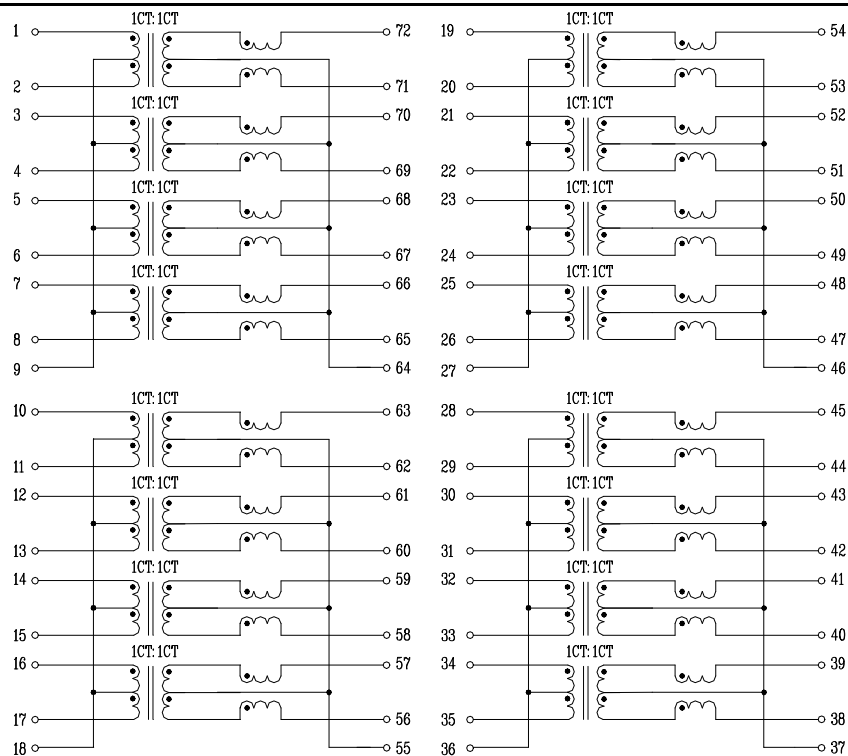 1CT:1CT 1CT:1CT
1 72 19 54
2 71 20 53
1CT:1CT 1CT:1CT
3 70 21 52
4 69 22 51
1CT:1CT 1CT:1CT
5 68 23 50
6 67 24 49
1CT:1CT 1CT:1CT
7 66 25 48
8 65 26 47
9 64 27 46
1CT:1CT 1CT:1CT
10 63 28 45
11 62 29 44
1CT:1CT 1CT:1CT
12 61 30 43
13 60 31 42
1CT:1CT 1CT:1CT
14 59 32 41
15 58 33 40
1CT:1CT 1CT:1CT
16 57 34 39
17 56 35 38
18 55 36 37